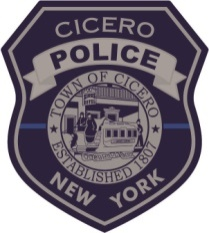 CICERO
POLICE
TOWN OF CICERO
ESTABLISHED 1807
NEW YORK